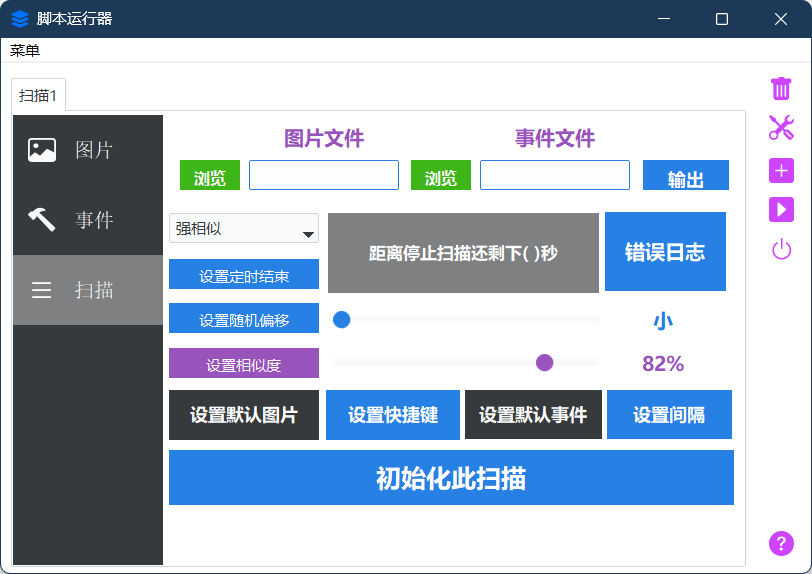 脚本运行器
菜单
扫描1
图片
事件
扫描
图片文件
事件文件
浏览
浏览
输出
强相似
距离停止扫描还剩下( )秒
错误日志
设置定时结束
设置随机偏移
小
设置相似度
82%
设置默认图片
设置快捷键
设置默认事件
设置间隔
初始化此扫描
?